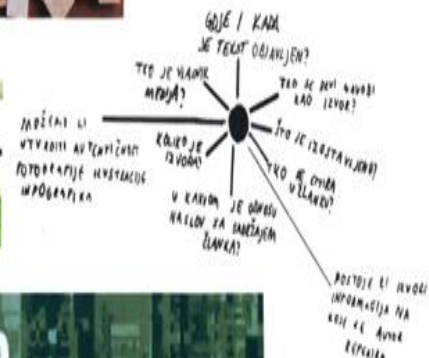 GDJE / KADA
JE TEKST OBJAVLJEN?
TKO JE VLASNIK
MEDIJA?
TKO SE PRVI NAVODI
KAO IZVOR?
MOŽEMO LI
UTVRDITI AUTENTIČNOST
FOTOGRAFIJE ILUSTRACIJE
INFOGRAFIKA
KOLIKO JE
IZVORA?
ŠTO JE IZOSTAVLJENO?
TKO SE CITIRA
U ČLANKU?
U KAKVOM JE ODNOSU
NASLOV SA SADRŽAJEM
ČLANKA?
POSTOJE LI IZVORI
INFORMACIJA NA
KOJE SE AUTOR